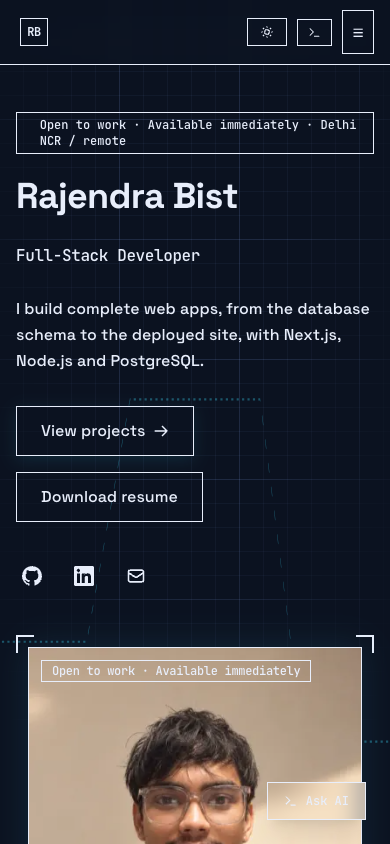 RB
Open to work · Available immediately · Delhi
NCR / remote
Rajendra Bist
Full-Stack Developer
I build complete web apps, from the database
schema to the deployed site, with Next.js,
Node.js and PostgreSQL.
View projects →
Download resume
Open to work · Available immediately
Ask AI